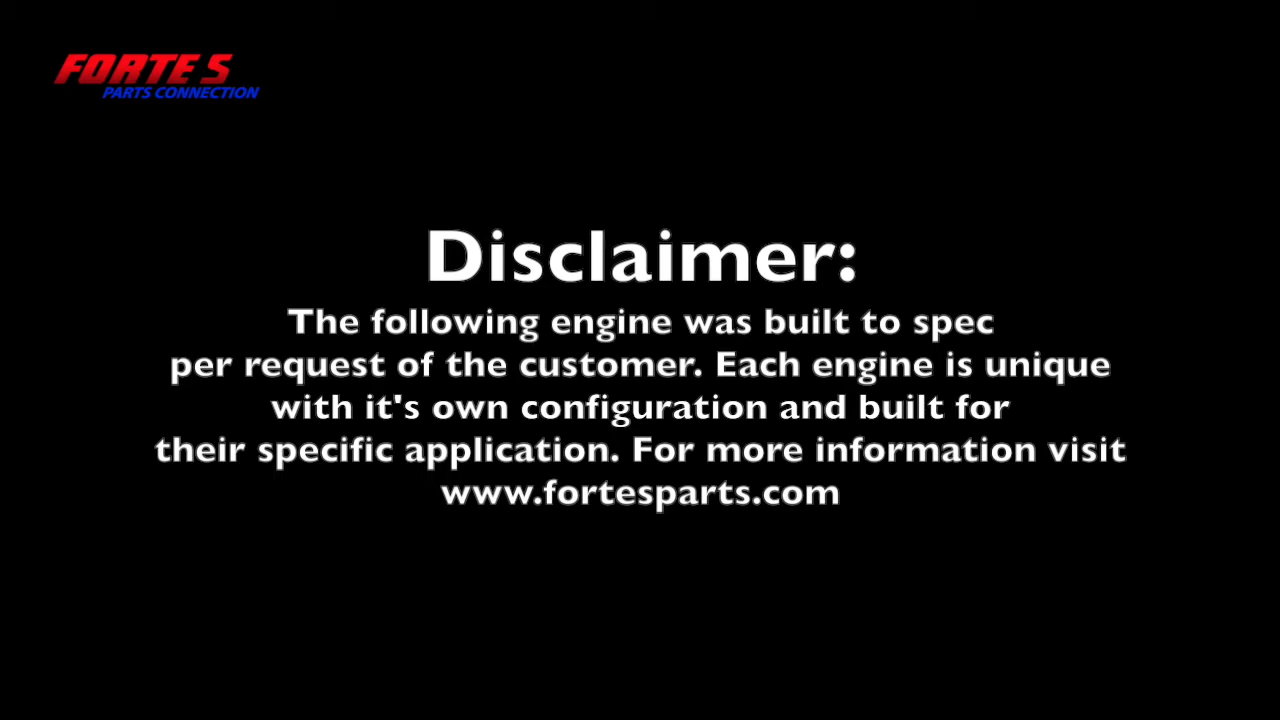 FORTE'S
PARTS CONNECTION
Disclaimer:
The following engine was built to spec
per request of the customer. Each engine is unique
with it's own configuration and built for
their specific application. For more information visit
www.fortesparts.com